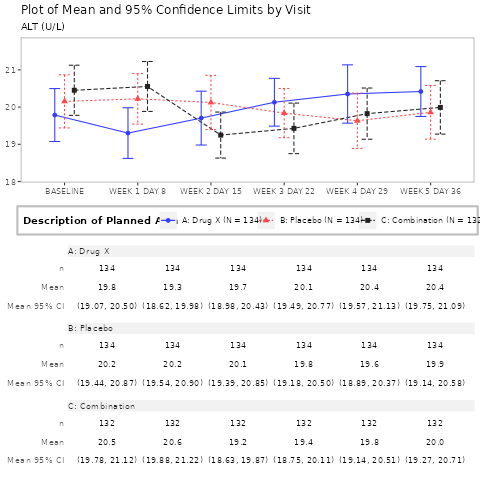 Plot of Mean and 95% Confidence Limits by Visit
ALT (U/L)
21
20
19
18
BASELINE WEEK 1 DAY 8 WEEK 2 DAY 15 WEEK 3 DAY 22 WEEK 4 DAY 29 WEEK 5 DAY 36
Description of Planned A A: Drug X (N = 134) B: Placebo (N = 134) C: Combination (N = 132
A: Drug X
n 134 134 134 134 134 134
Mean 19.8 19.3 19.7 20.1 20.4 20.4
Mean 95% CI (19.07, 20.50) (18.62, 19.98) (18.98, 20.43) (19.49, 20.77) (19.57, 21.13) (19.75, 21.09)
B: Placebo
n 134 134 134 134 134 134
Mean 20.2 20.2 20.1 19.8 19.6 19.9
Mean 95% CI (19.44, 20.87) (19.54, 20.90) (19.39, 20.85) (19.18, 20.50) (18.89, 20.37) (19.14, 20.58)
C: Combination
n 132 132 132 132 132 132
Mean 20.5 20.6 19.2 19.4 19.8 20.0
Mean 95% CI (19.78, 21.12) (19.88, 21.22) (18.63, 19.87) (18.75, 20.11) (19.14, 20.51) (19.27, 20.71)